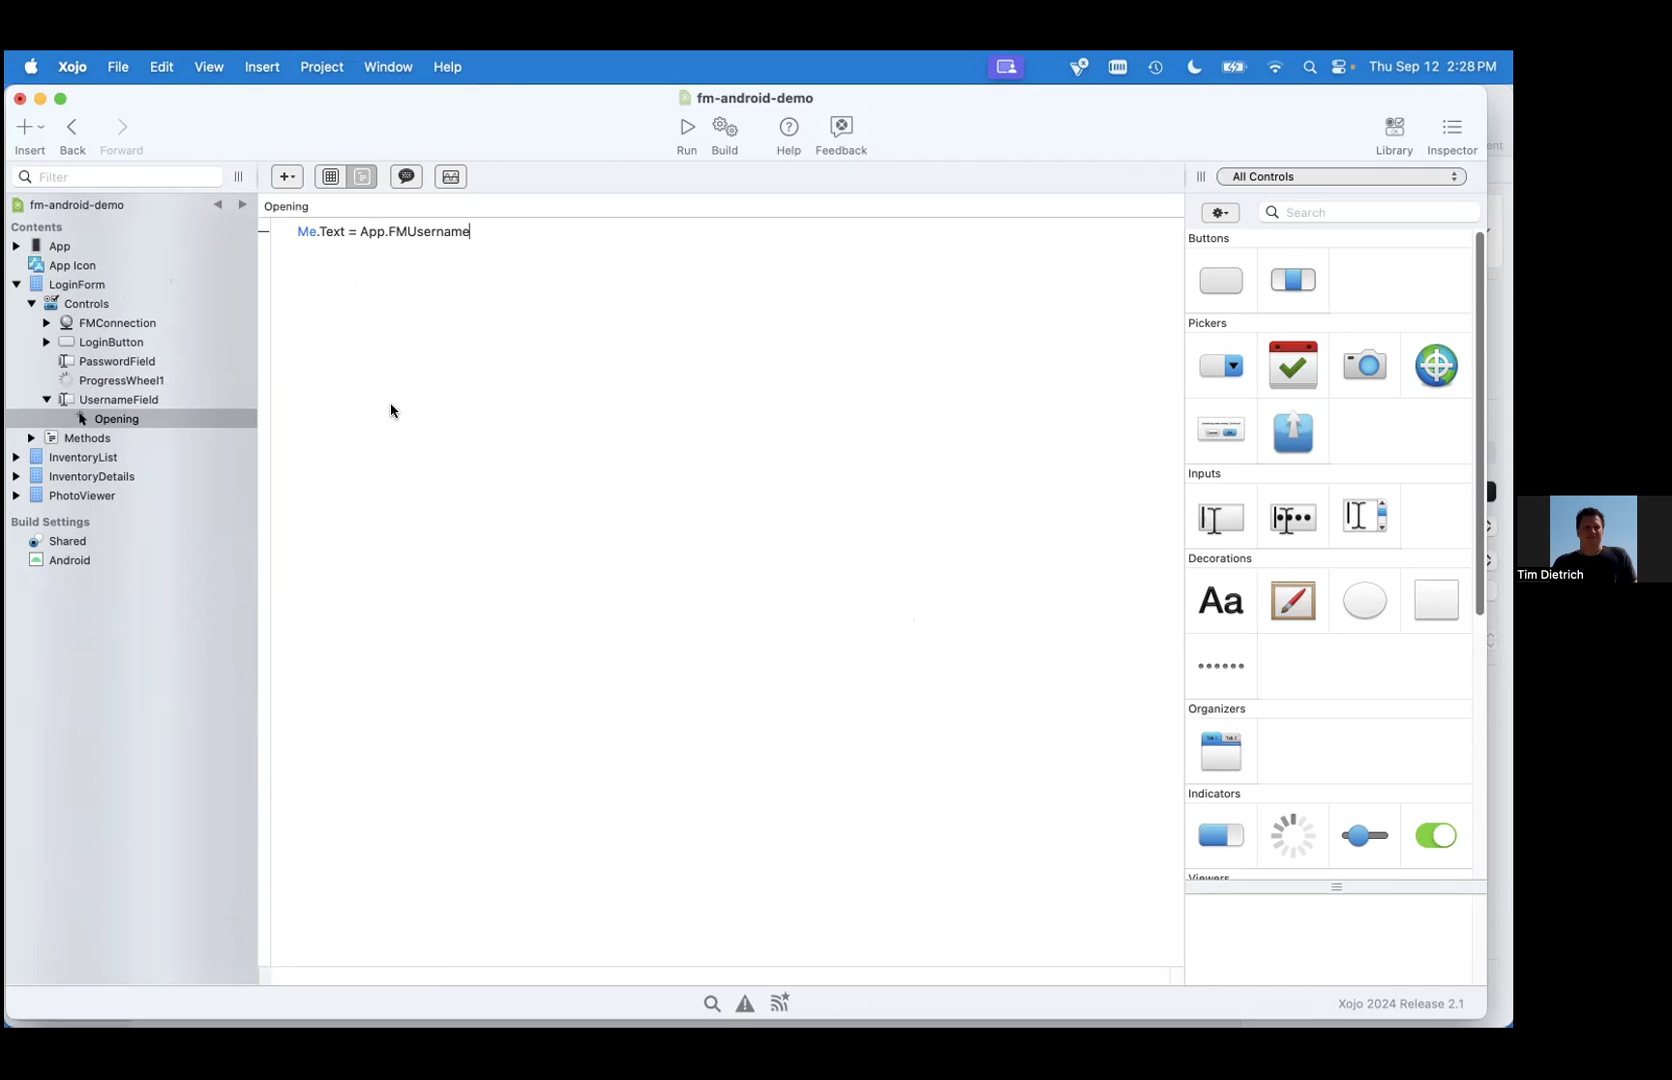 Xojo File Edit View Insert Project Window Help Thu Sep 12 2:28 PM
fm-android-demo
Insert Back Forward Run Build Help Feedback Library Inspector
Filter
All Controls
fm-android-demo
Opening
Search
Contents
Me.Text = App.FMUsername
App
App Icon
LoginForm
Controls
FMConnection
LoginButton
PasswordField
ProgressWheel1
UsernameField
Opening
Methods
InventoryList
InventoryDetails
PhotoViewer
Build Settings
Shared
Android
Buttons
Pickers
Inputs
Decorations
Aa
Organizers
Indicators
Viewers
Xojo 2024 Release 2.1
Tim Dietrich